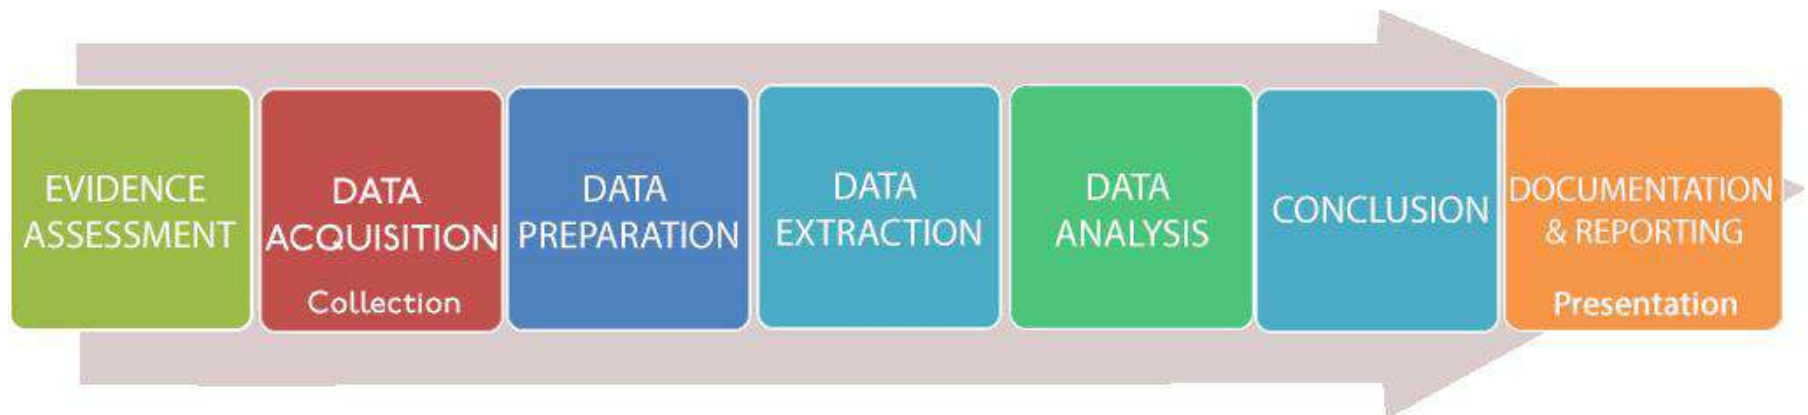 EVIDENCE
ASSESSMENT
DATA
ACQUISITION
Collection
DATA
PREPARATION
DATA
EXTRACTION
DATA
ANALYSIS
CONCLUSION
DOCUMENTATION
& REPORTING
Presentation